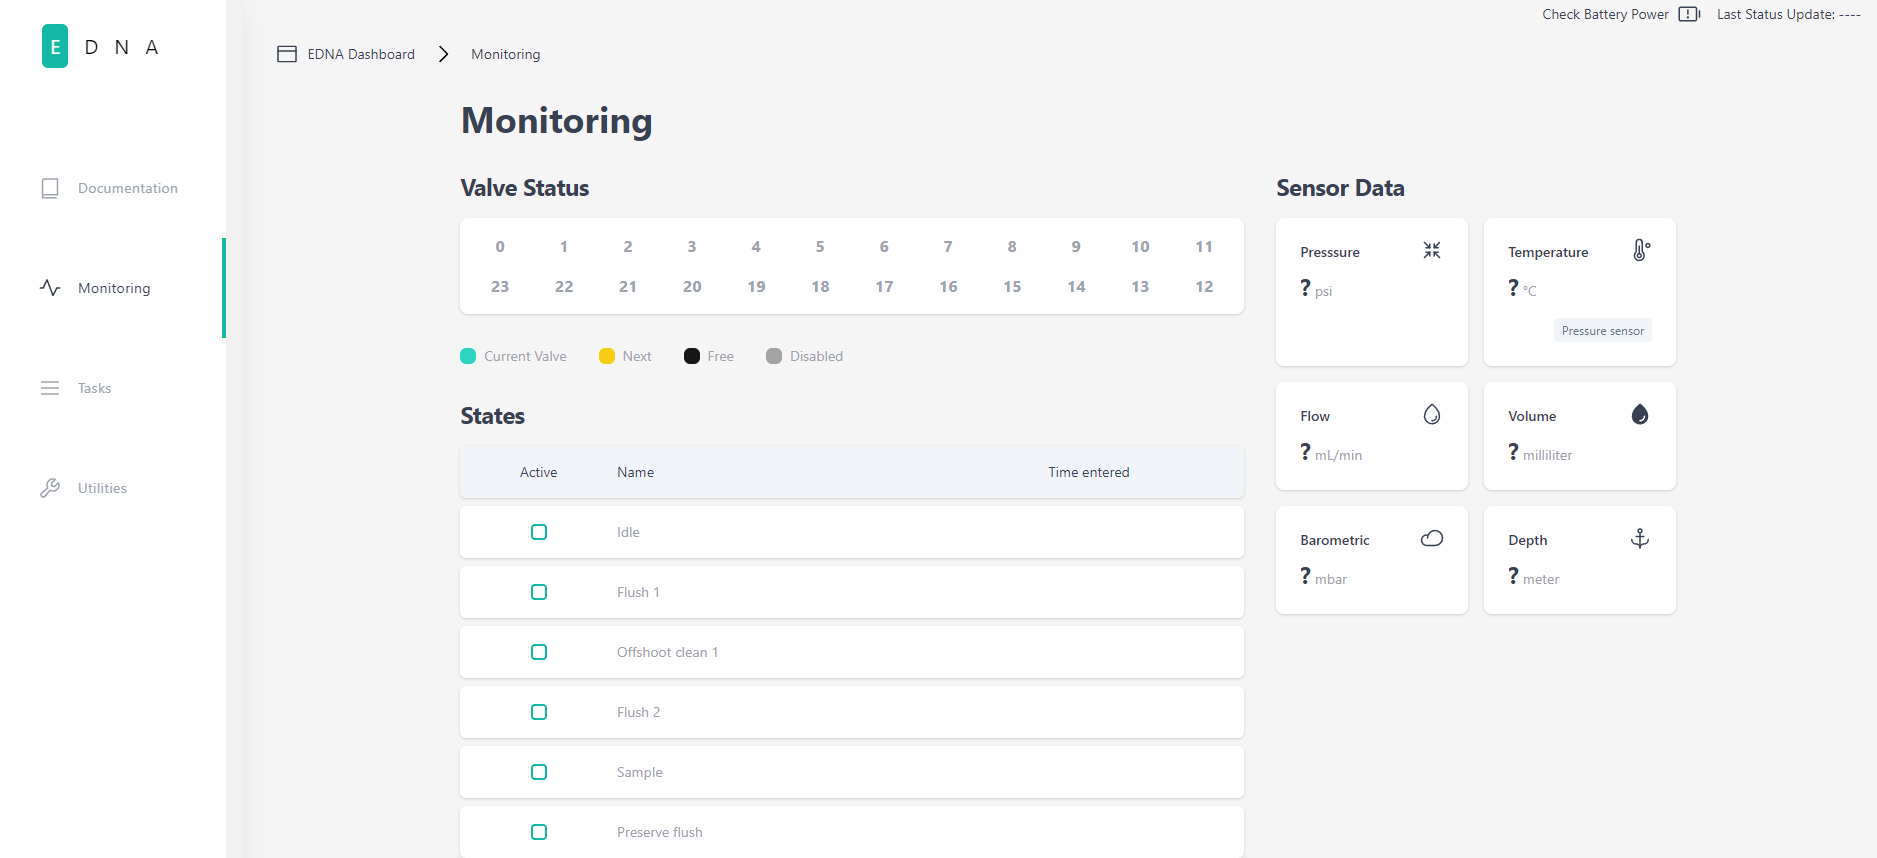 E D N A
Documentation
Monitoring
Tasks
Utilities
Check Battery Power Last Status Update: ----
EDNA Dashboard Monitoring
Monitoring
Valve Status
0 1 2 3 4 5 6 7 8 9 10 11
23 22 21 20 19 18 17 16 15 14 13 12
Current Valve Next Free Disabled
States
Active Name Time entered
Idle
Flush 1
Offshoot clean 1
Flush 2
Sample
Preserve flush
Sensor Data
Presssure
? psi
Temperature
? °C
Pressure sensor
Flow
? mL/min
Volume
? milliliter
Barometric
? mbar
Depth
? meter